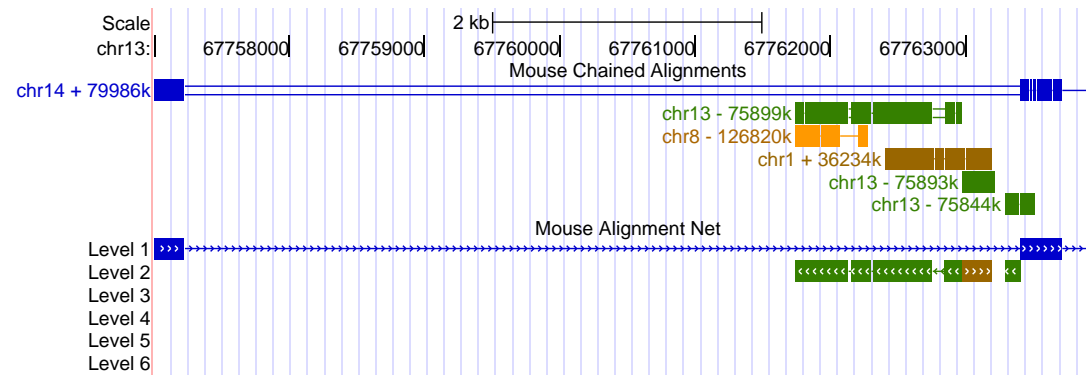 Scale 2 kb
chr13: 67758000 67759000 67760000 67761000 67762000 67763000
Mouse Chained Alignments
chr14 + 79986k
chr13 - 75899k
chr8 - 126820k
chr1 + 36234k
chr13 - 75893k
chr13 - 75844k
Mouse Alignment Net
Level 1
Level 2
Level 3
Level 4
Level 5
Level 6